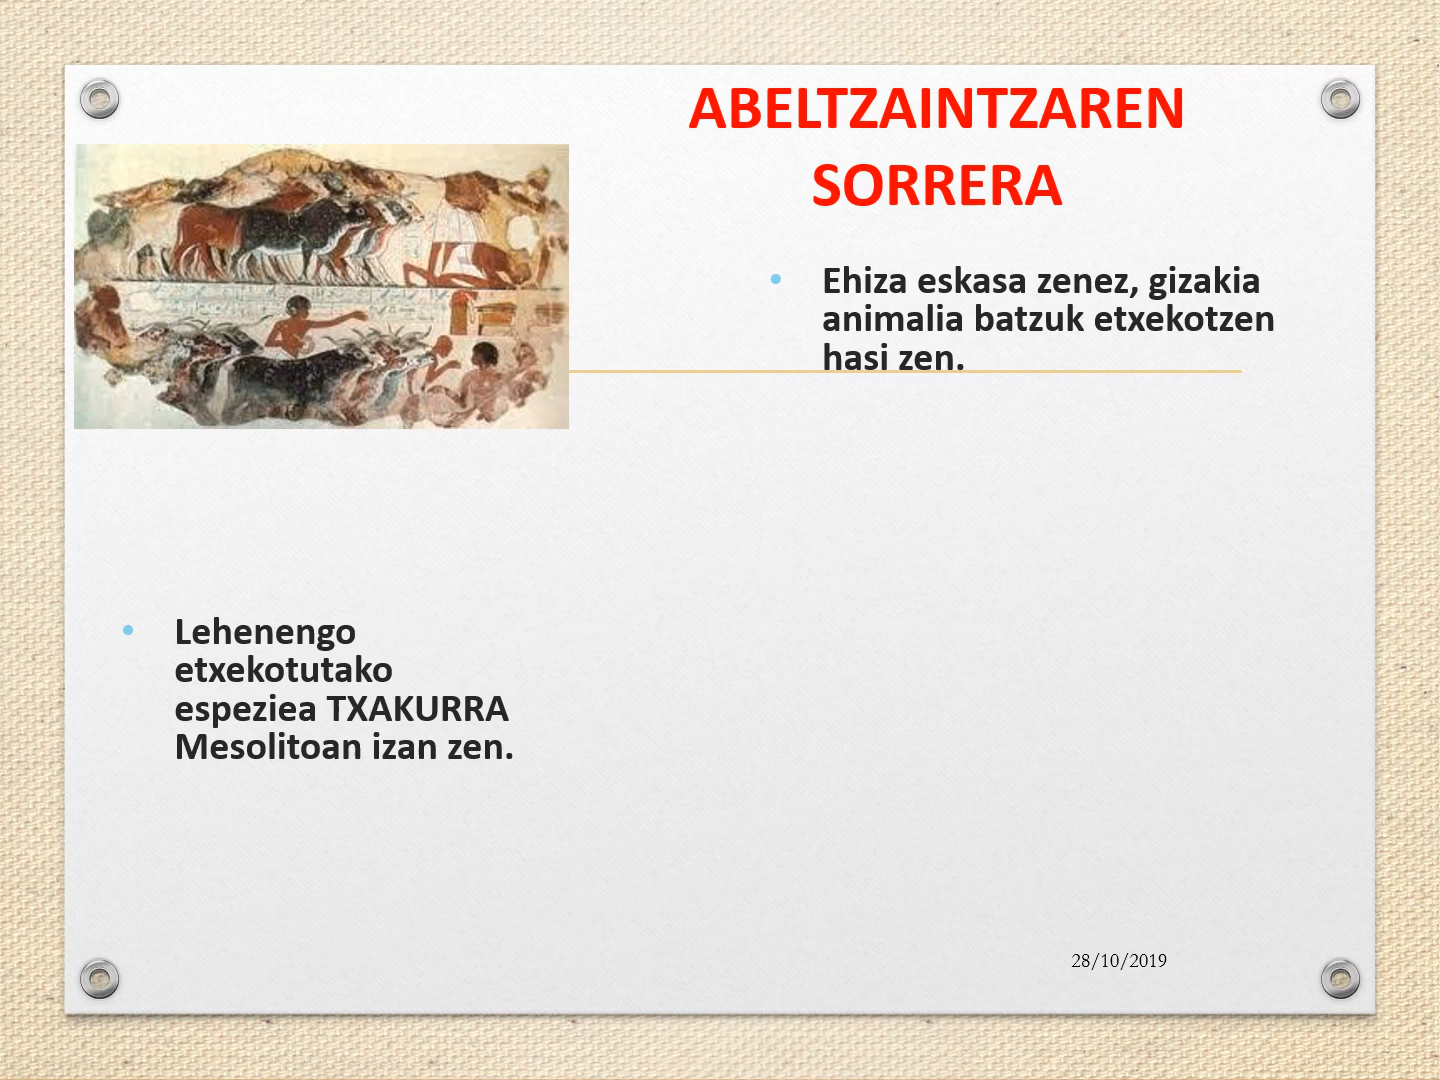 ABELTZAINTZAREN
SORRERA
• Ehiza eskasa zenez, gizakia
animalia batzuk etxekotzen
hasi zen.
• Lehenengo
etxekotutako
espeziea TXAKURRA
Mesolitoan izan zen.
28/10/2019